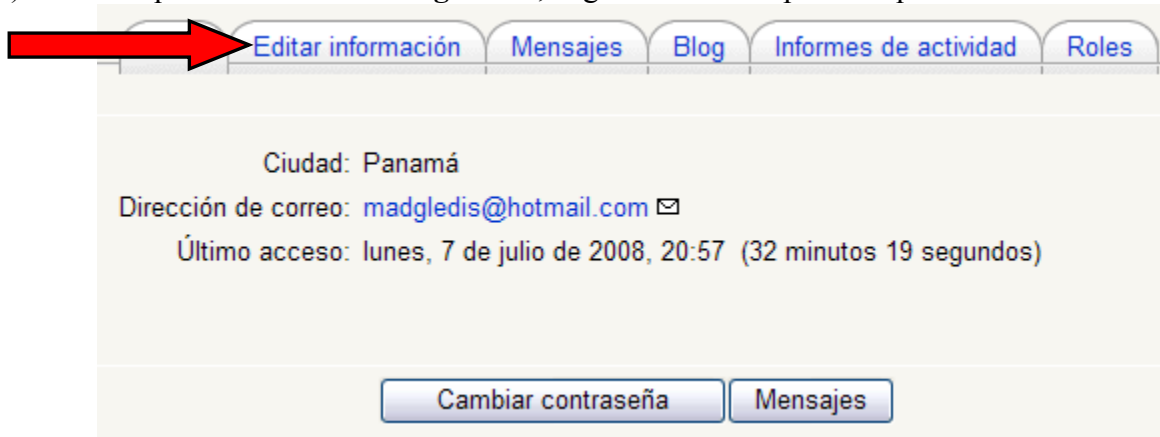 Editar información Mensajes Blog Informes de actividad Roles
Ciudad: Panamá
Dirección de correo: madgledis@hotmail.com
Último acceso: lunes, 7 de julio de 2008, 20:57 (32 minutos 19 segundos)
Cambiar contraseña Mensajes